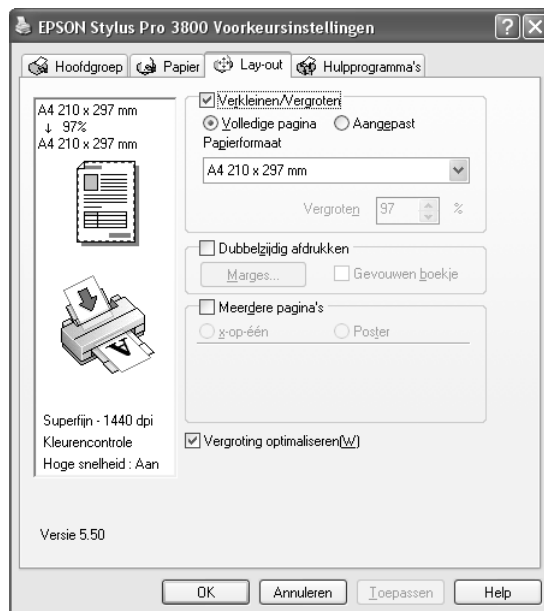 EPSON Stylus Pro 3800 Voorkeursinstellingen
Hoofdgroep Papier Lay-out Hulpprogramma's
A4 210 x 297 mm
↓ 97%
A4 210 x 297 mm
Superfijn - 1440 dpi
Kleurencontrole
Hoge snelheid : Aan
Versie 5.50
Verkleinen/Vergroten
Volledige pagina Aangepast
Papierformaat
A4 210 x 297 mm
Vergroten 97 %
Dubbelzijdig afdrukken
Marges... Gevouwen boekje
Meerdere pagina's
x-op-één Poster
Vergroting optimaliseren(W)
OK Annuleren Toepassen Help